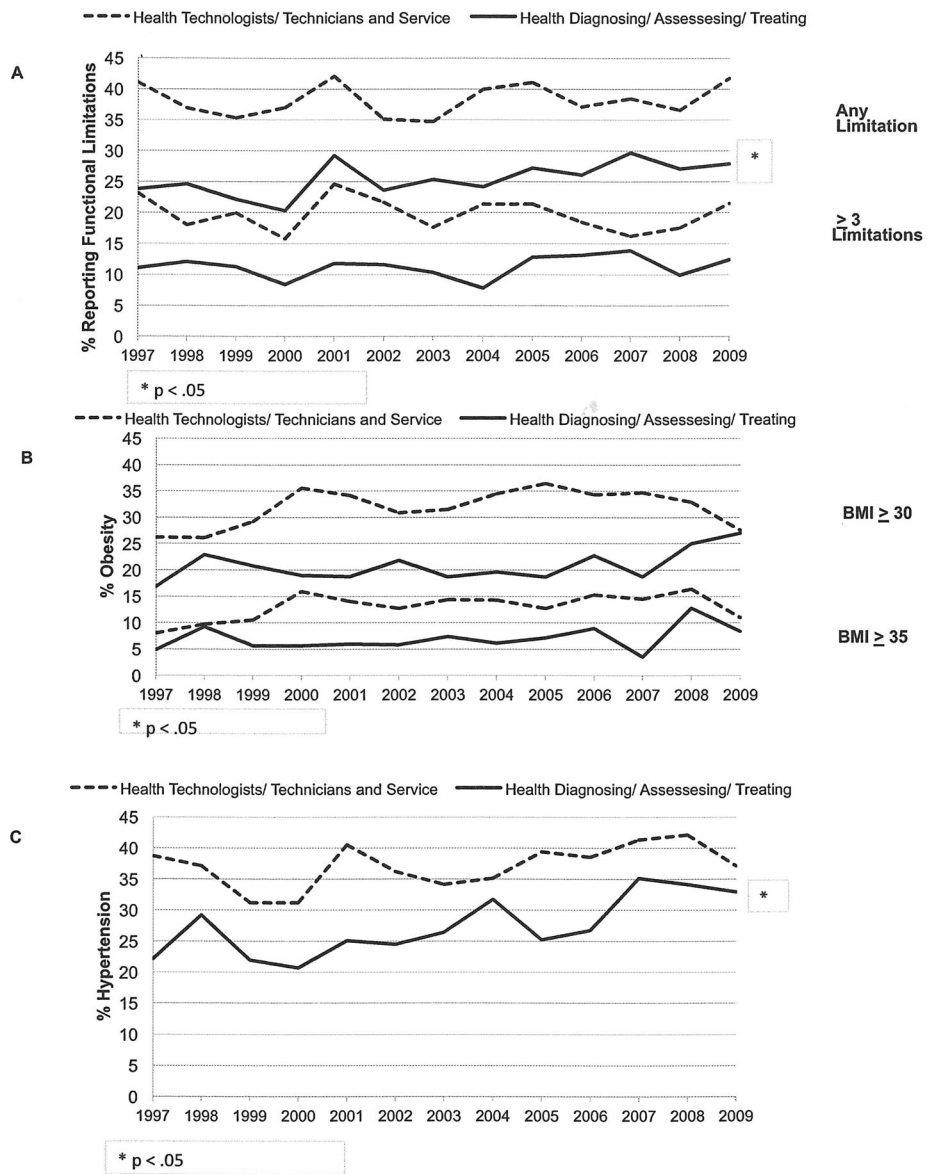 Health Technologists/ Technicians and Service Health Diagnosing/ Assessesing/ Treating
A
% Reporting Functional Limitations
45
40
35
30
25
20
15
10
5
0
1997 1998 1999 2000 2001 2002 2003 2004 2005 2006 2007 2008 2009
Any
Limitation
*
≥ 3
Limitations
* p < .05
Health Technologists/ Technicians and Service Health Diagnosing/ Assessesing/ Treating
B
% Obesity
45
40
35
30
25
20
15
10
5
0
1997 1998 1999 2000 2001 2002 2003 2004 2005 2006 2007 2008 2009
BMI ≥ 30
BMI ≥ 35
* p < .05
Health Technologists/ Technicians and Service Health Diagnosing/ Assessesing/ Treating
C
% Hypertension
45
40
35
30
25
20
15
10
5
0
1997 1998 1999 2000 2001 2002 2003 2004 2005 2006 2007 2008 2009
*
* p < .05